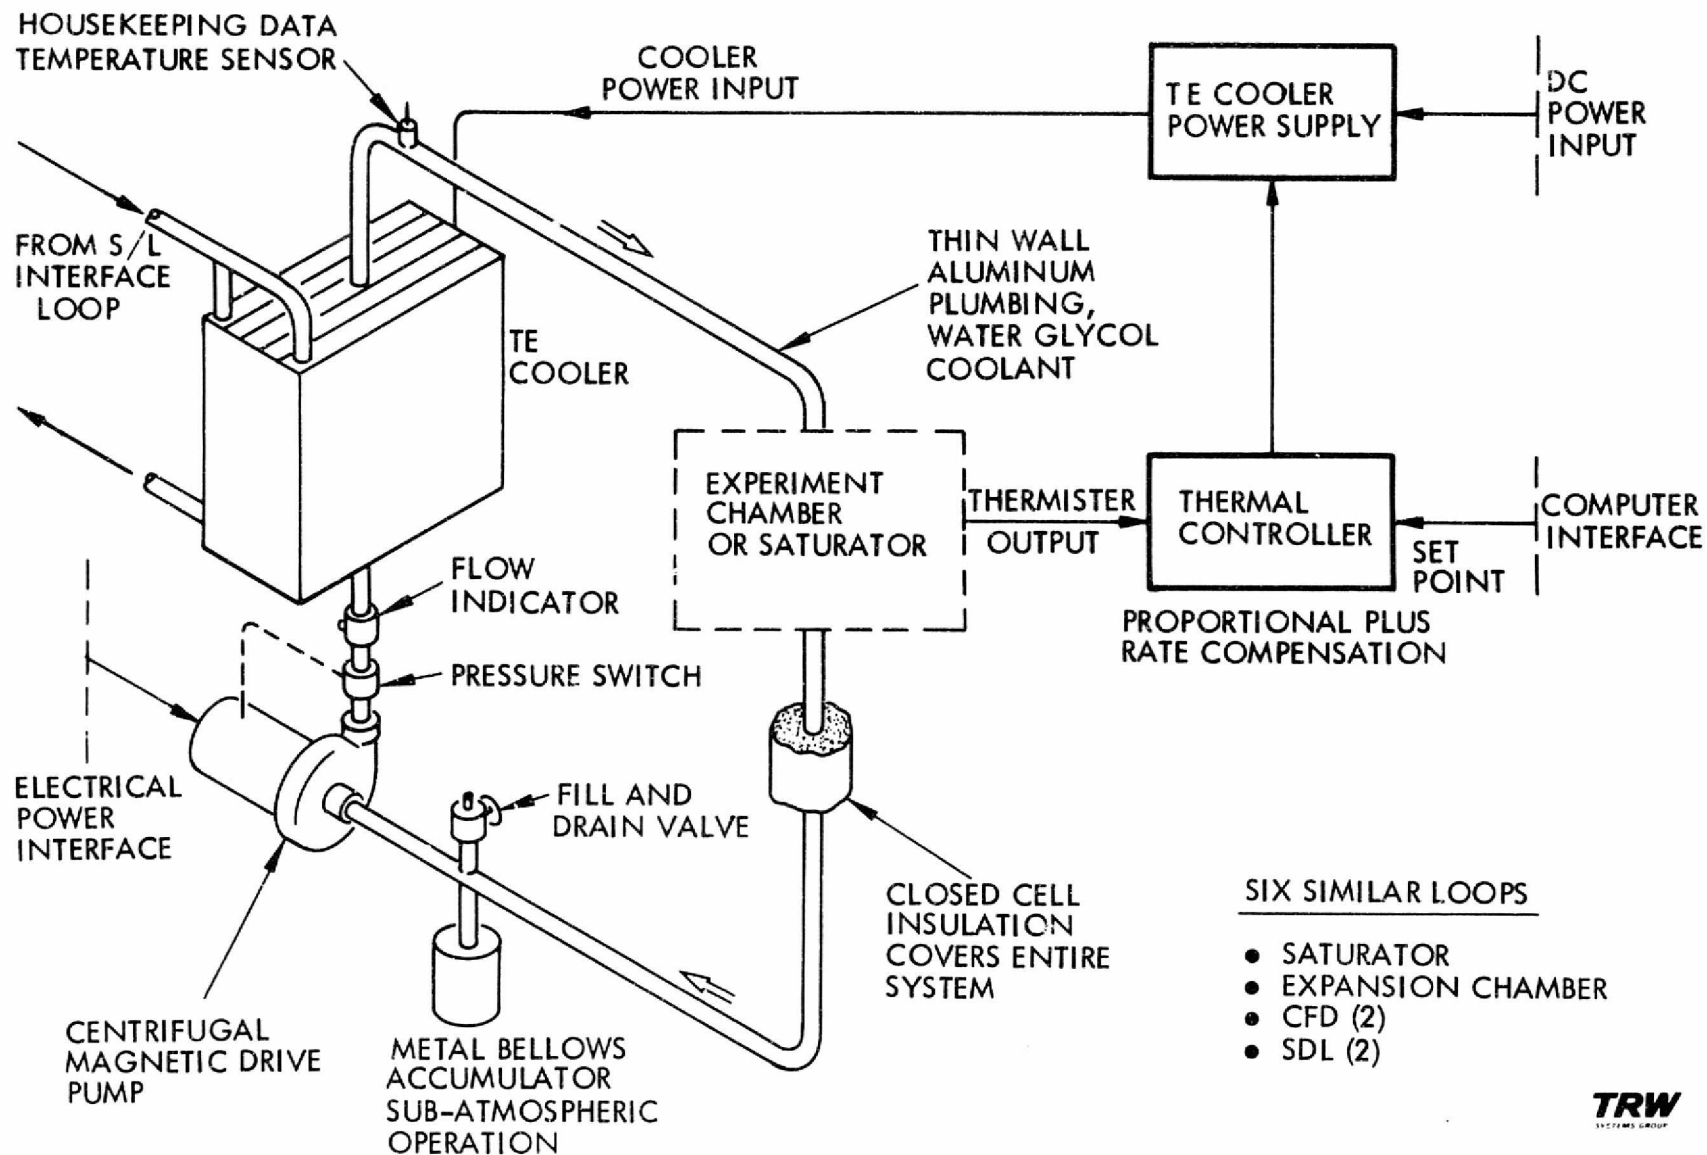 HOUSEKEEPING DATA
TEMPERATURE SENSOR
COOLER
POWER INPUT
TE COOLER
POWER SUPPLY
DC
POWER
INPUT
FROM S/L
INTERFACE
LOOP
TE
COOLER
THIN WALL
ALUMINUM
PLUMBING,
WATER GLYCOL
COOLANT
EXPERIMENT
CHAMBER
OR SATURATOR
THERMISTER
OUTPUT
THERMAL
CONTROLLER
SET
POINT
COMPUTER
INTERFACE
PROPORTIONAL PLUS
RATE COMPENSATION
FLOW
INDICATOR
PRESSURE SWITCH
ELECTRICAL
POWER
INTERFACE
FILL AND
DRAIN VALVE
CLOSED CELL
INSULATION
COVERS ENTIRE
SYSTEM
CENTRIFUGAL
MAGNETIC DRIVE
PUMP
METAL BELLOWS
ACCUMULATOR
SUB-ATMOSPHERIC
OPERATION
SIX SIMILAR LOOPS
• SATURATOR
• EXPANSION CHAMBER
• CFD (2)
• SDL (2)
TRW
SYSTEMS GROUP